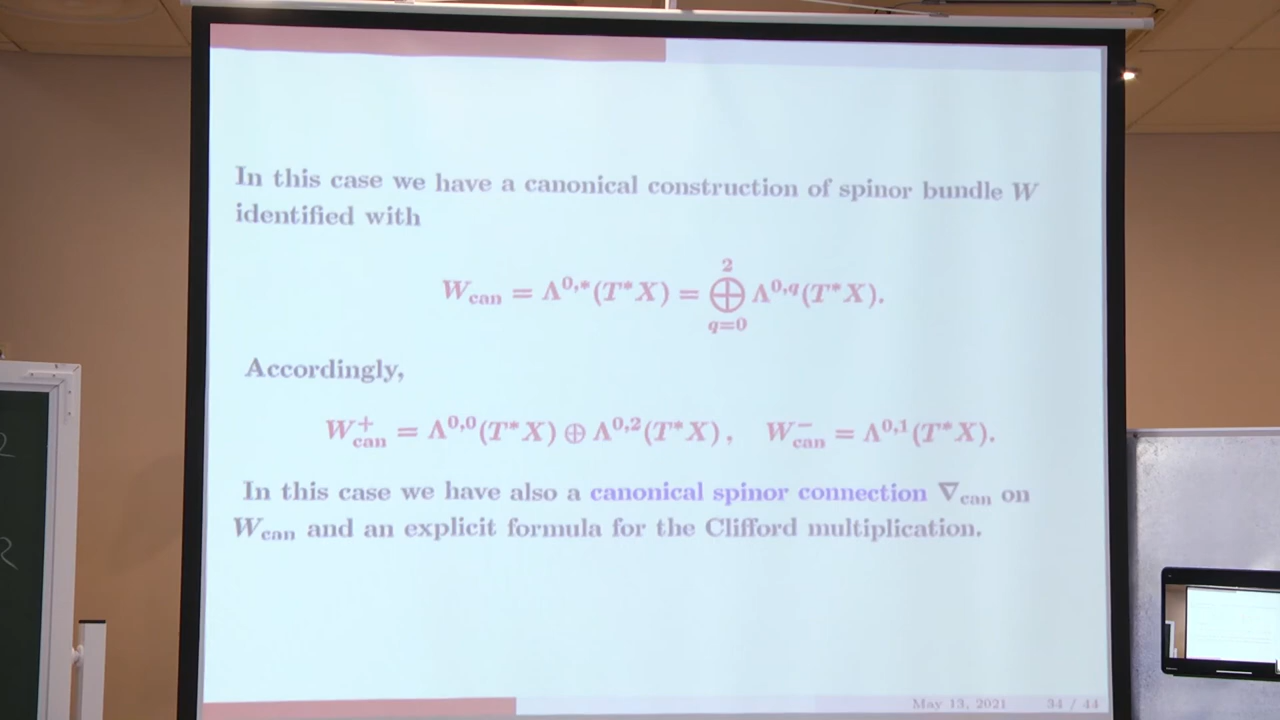 In this case we have a canonical construction of spinor bundle W
identified with
W_can = Λ^{0,*}(T*X) = ⊕_{q=0}^{2} Λ^{0,q}(T*X).
Accordingly,
W^+_can = Λ^{0,0}(T*X) ⊕ Λ^{0,2}(T*X), W^-_can = Λ^{0,1}(T*X).
In this case we have also a canonical spinor connection ∇_can on
W_can and an explicit formula for the Clifford multiplication.
May 13, 2021 34 / 44